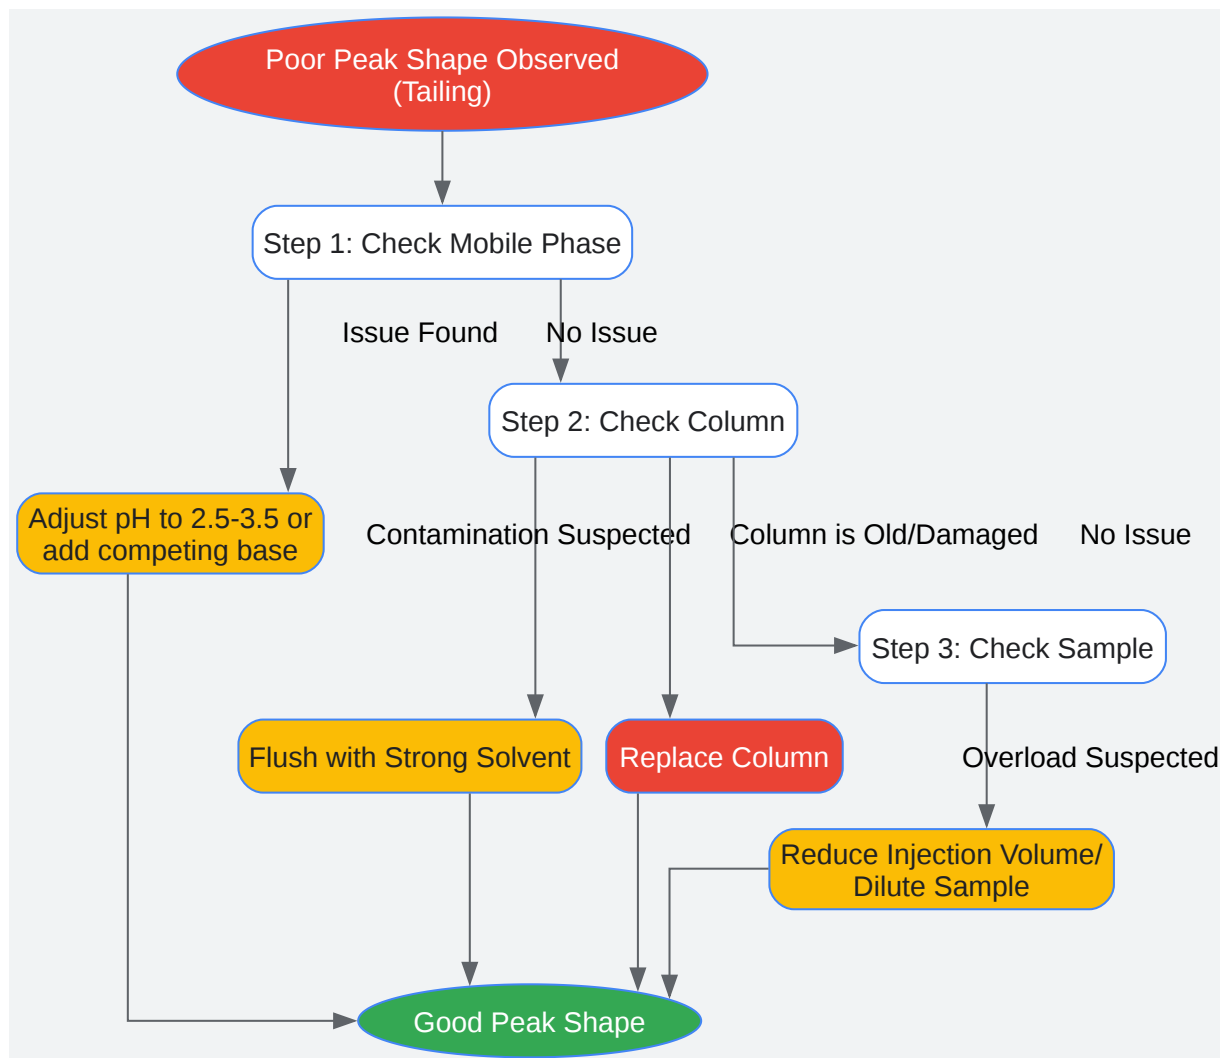 Poor Peak Shape Observed
(Tailing)
Step 1: Check Mobile Phase
Issue Found
No Issue
Step 2: Check Column
Adjust pH to 2.5-3.5 or
add competing base
Contamination Suspected
Column is Old/Damaged
No Issue
Step 3: Check Sample
Flush with Strong Solvent
Replace Column
Overload Suspected
Reduce Injection Volume/
Dilute Sample
Good Peak Shape